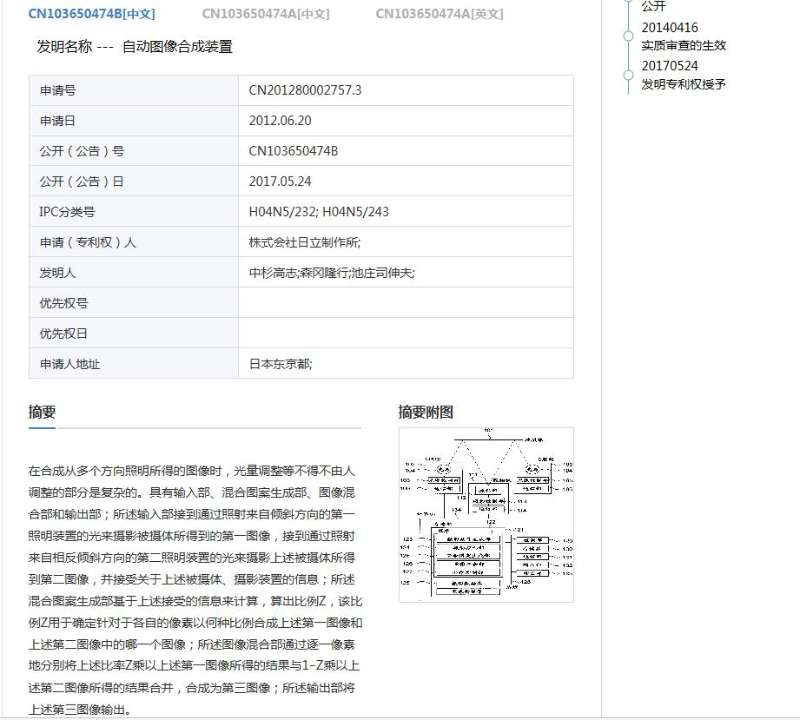 CN103650474B[中文] CN103650474A[中文] CN103650474A[英文]
发明名称 --- 自动图像合成装置
申请号 CN201280002757.3
申请日 2012.06.20
公开（公告）号 CN103650474B
公开（公告）日 2017.05.24
IPC分类号 H04N5/232; H04N5/243
申请（专利权）人 株式会社日立制作所;
发明人 中杉高志;森冈隆行;池庄司伸夫;
优先权号
优先权日
申请人地址 日本东京都;
摘要
在合成从多个方向照明所得的图像时，光量调整等不得不由人
调整的部分是复杂的。具有输入部、混合图案生成部、图像混
合部和输出部；所述输入部接到通过照射来自倾斜方向的第一
照明装置的光来摄影被摄体所得到的第一图像，接到通过照射
来自相反倾斜方向的第二照明装置的光来摄影上述被摄体所得
到第二图像，并接受关于上述被摄体、摄影装置的信息；所述
混合图案生成部基于上述接受的信息来计算，算出比例Z，该比
例Z用于确定针对于各自的像素以何种比例合成上述第一图像和
上述第二图像中的哪一个图像；所述图像混合部通过逐一像素
地分别将上述比率Z乘以上述第一图像所得的结果与1-Z乘以上
述第二图像所得的结果合并，合成为第三图像；所述输出部将
上述第三图像输出。
摘要附图
公开
20140416
实质审查的生效
20170524
发明专利权授予